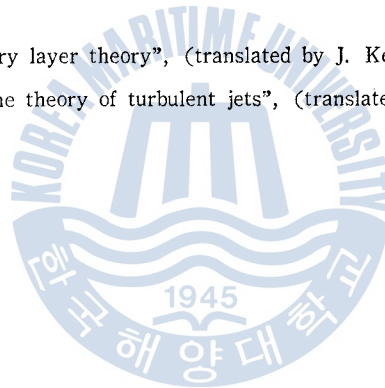 ry layer theory”, (translated by J. Ke
ne theory of turbulent jets”, (translate
KOREA MARITIME UNIVERSITY
1945
한국해양대학교